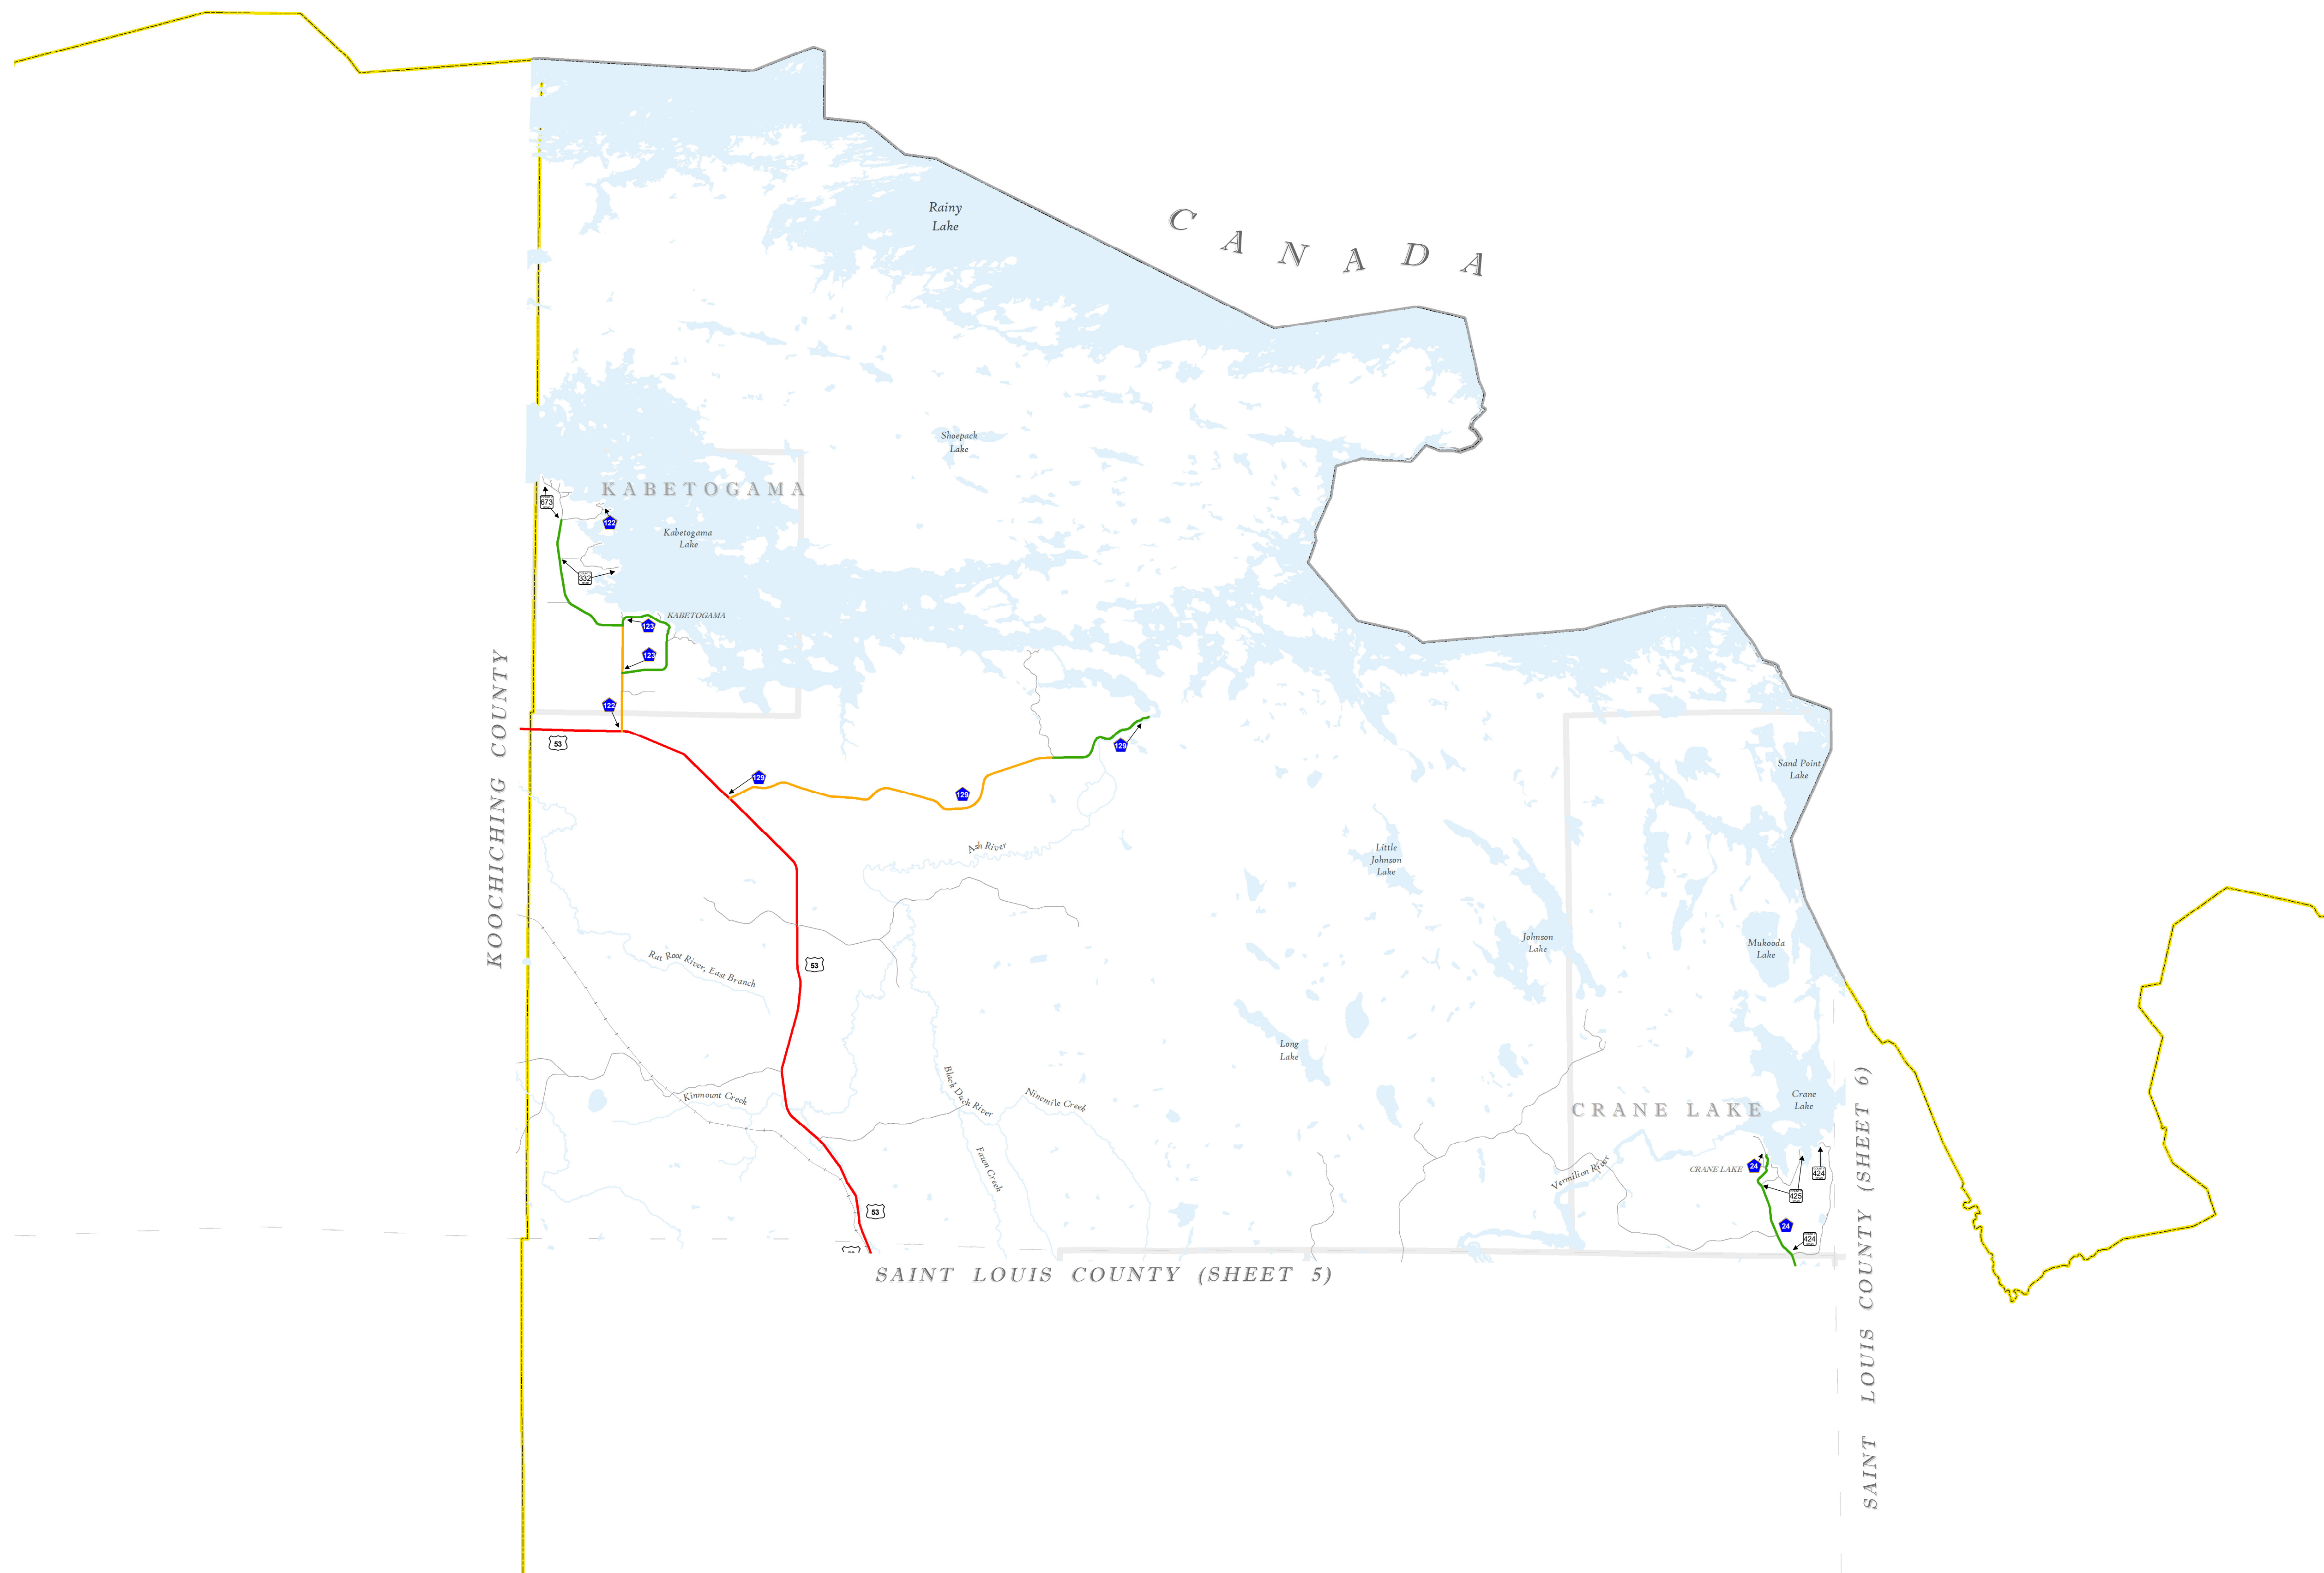 CANADA
Rainy
Lake
Shoepack
Lake
KABETOGAMA
673
122
Kabetogama
Lake
332
KABETOGAMA
123
123
122
53
129
129
129
KOOCHICHING COUNTY
Sand Point
Lake
Ash River
Little
Johnson
Lake
Johnson
Lake
Mukooda
Lake
Rat Root River, East Branch
53
Long
Lake
Kinmount Creek
Black Duck River
Ninemile Creek
Crane
Lake
CRANE LAKE
Fawn Creek
Vermilion River
CRANE LAKE
24
424
425
24
424
53
SAINT LOUIS COUNTY (SHEET 5)
SAINT LOUIS COUNTY (SHEET 6)